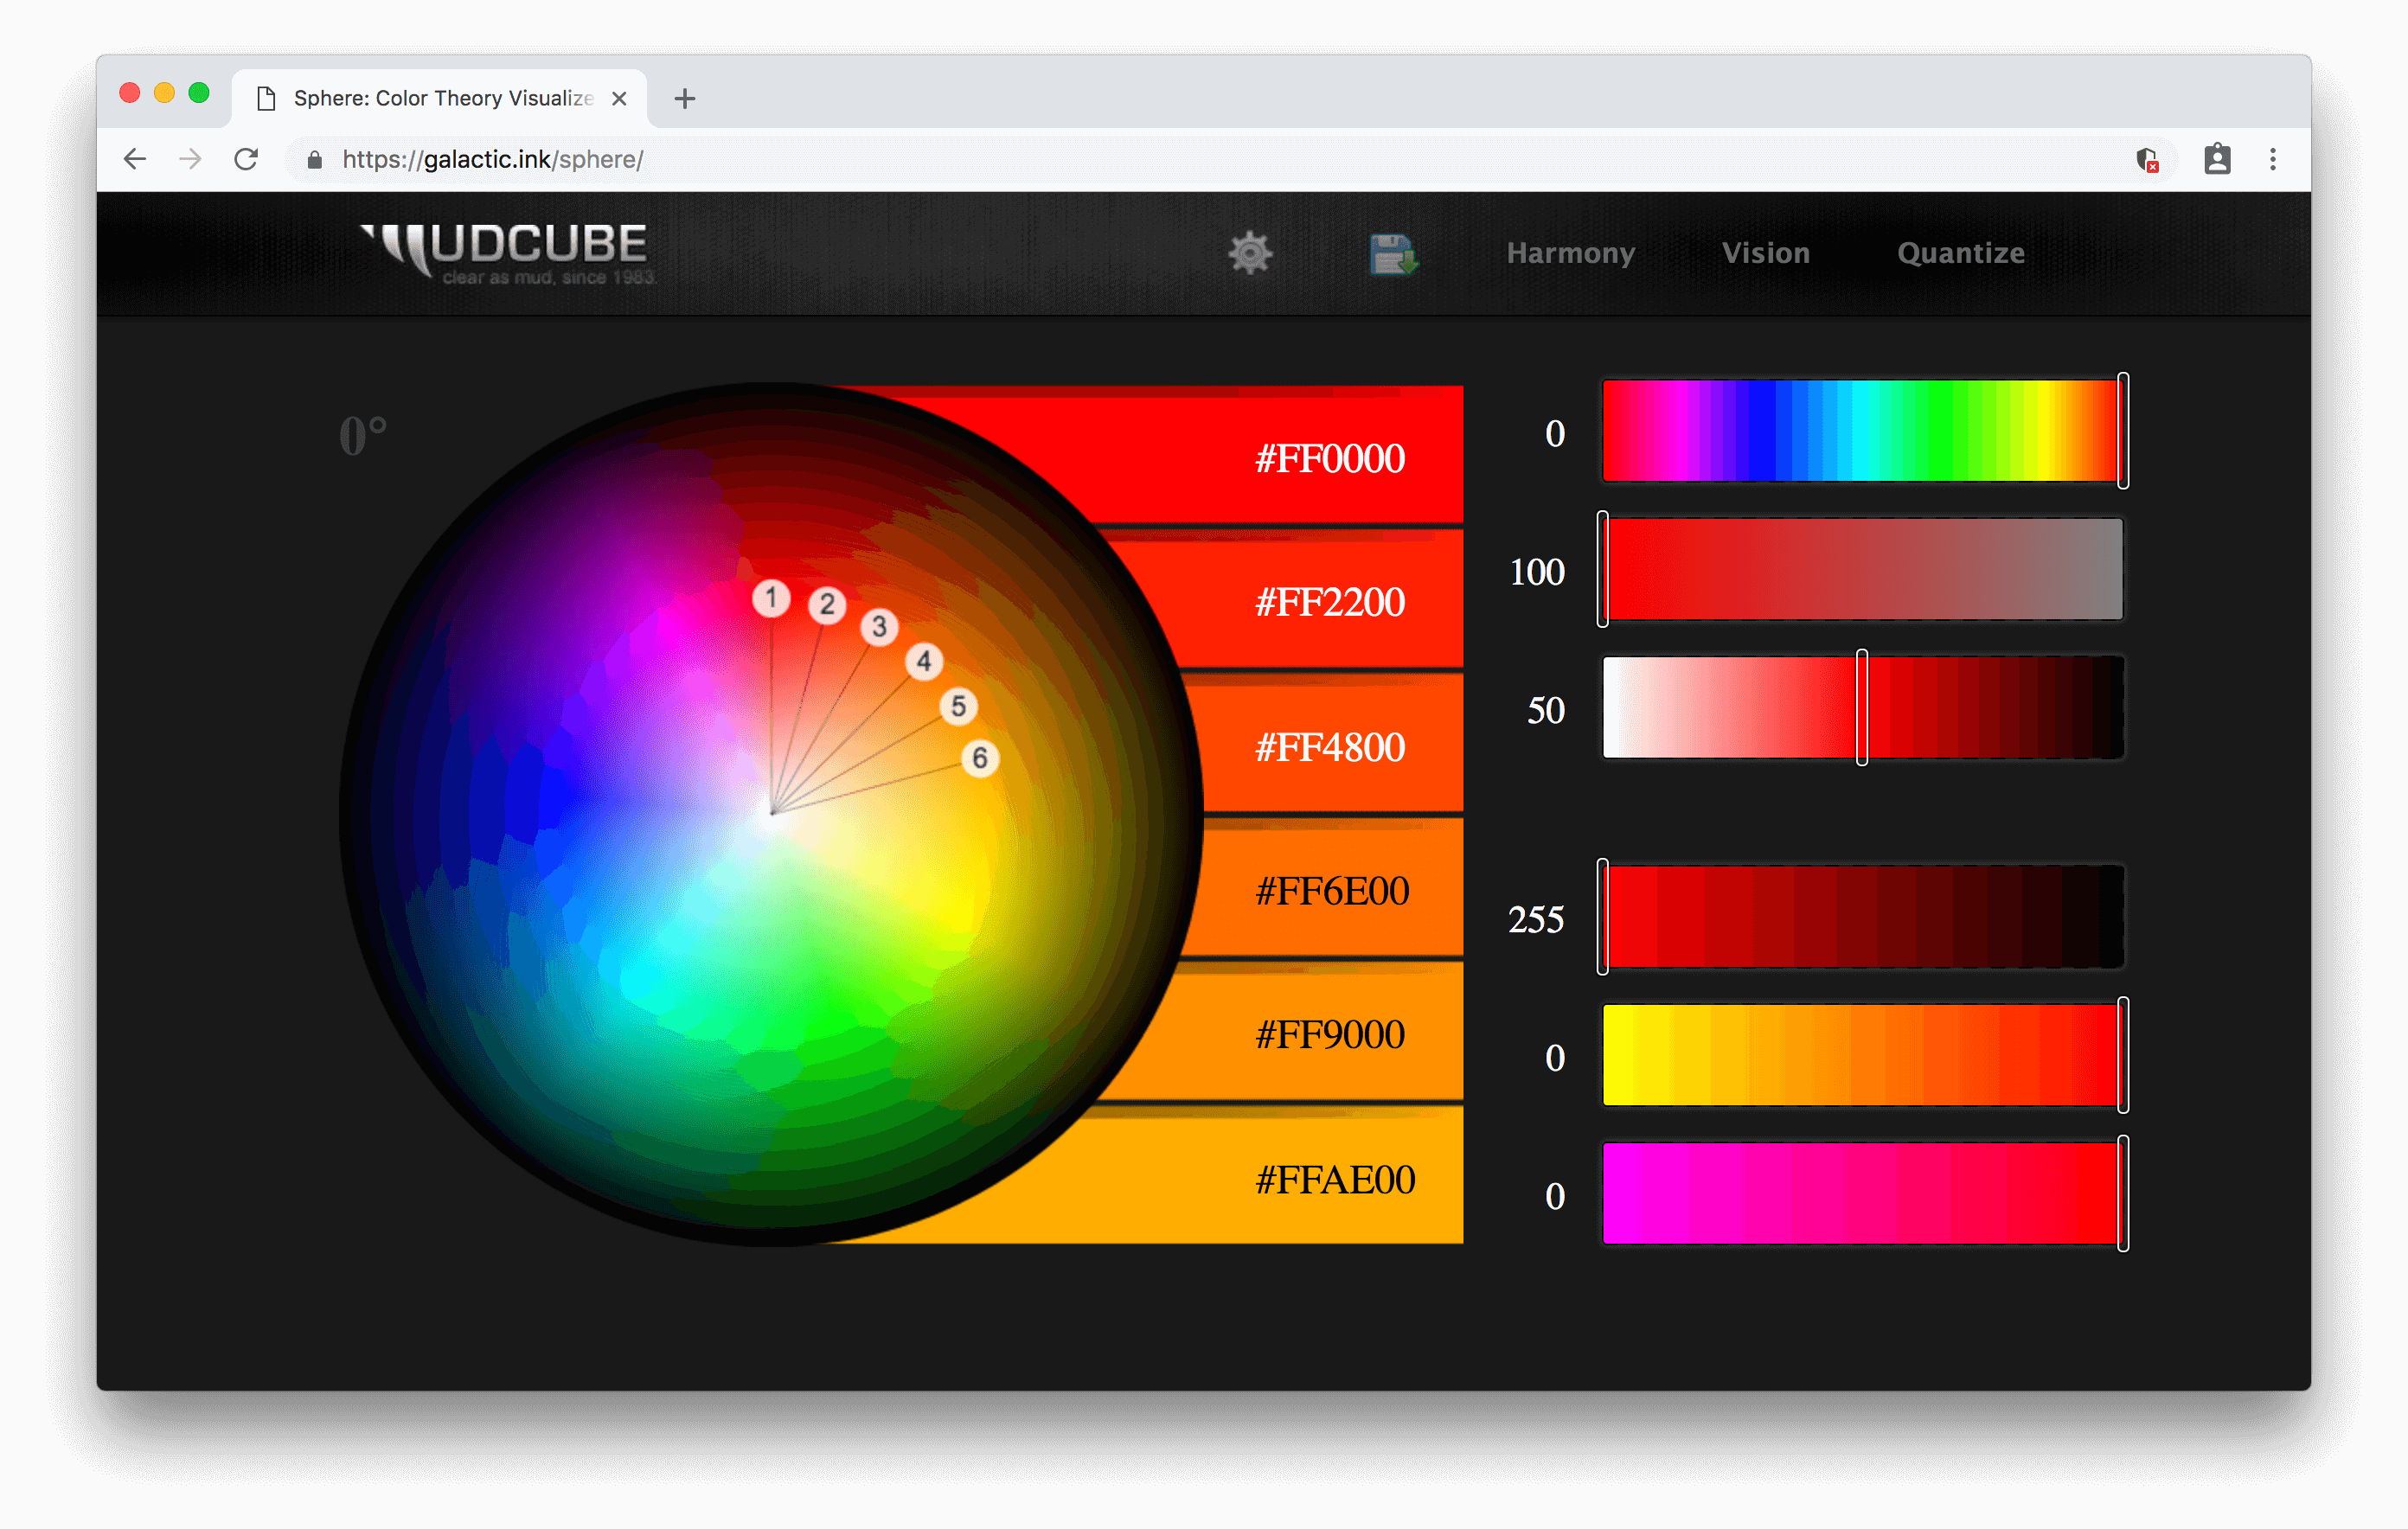 Sphere: Color Theory Visualize
https://galactic.ink/sphere/
MUDCUBE
clear as mud, since 1983.
Harmony
Vision
Quantize
0°
1
2
3
4
5
6
#FF0000
#FF2200
#FF4800
#FF6E00
#FF9000
#FFAE00
0
100
50
255
0
0